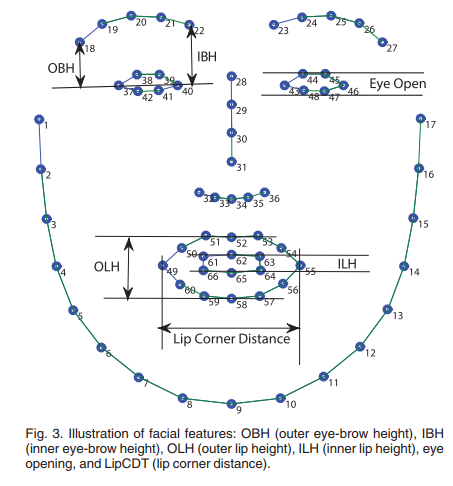 20 21 22 24 25
19 23 26
18 27
OBH IBH
38 39 28 44 45 Eye Open
37 42 41 40 43 48 47 46
1 29 17
30
2 31 16
32 33 34 35 36
3 15
51 52 53
50 54
OLH 61 62 63 ILH
4 49 66 65 64 55 14
60 56
59 58 57
5 13
Lip Corner Distance
6 12
7 11
8 9 10
Fig. 3. Illustration of facial features: OBH (outer eye-brow height), IBH
(inner eye-brow height), OLH (outer lip height), ILH (inner lip height), eye
opening, and LipCDT (lip corner distance).